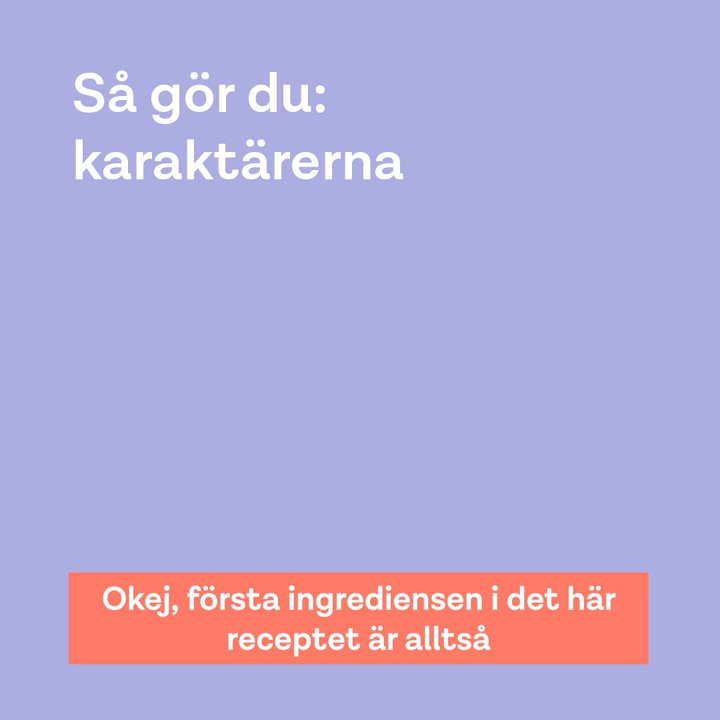 Så gör du:
karaktärerna
Okej, första ingrediensen i det här
receptet är alltså